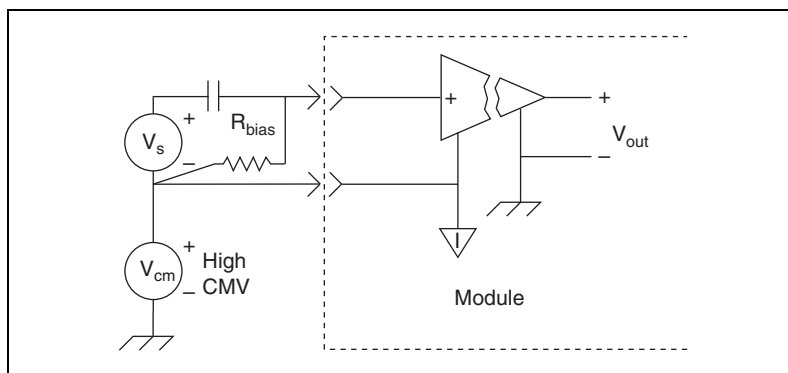 +
R_bias
+
V_s
−
+
V_out
−
I
+
V_cm
−
High
CMV
Module